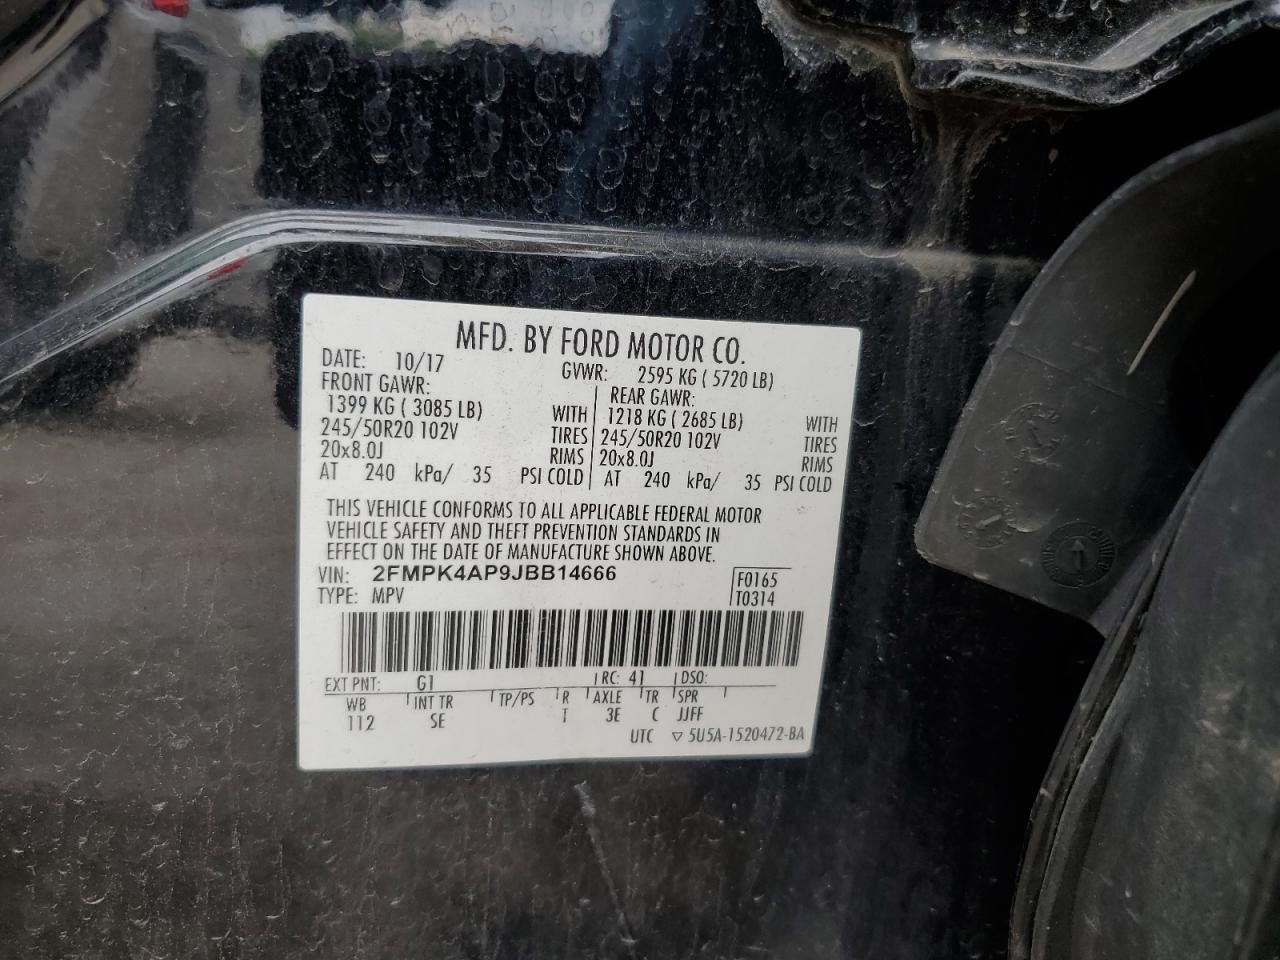 MFD. BY FORD MOTOR CO.
DATE: 10/17 GVWR: 2595 KG ( 5720 LB)
FRONT GAWR: REAR GAWR:
1399 KG ( 3085 LB) WITH 1218 KG ( 2685 LB) WITH
245/50R20 102V TIRES 245/50R20 102V TIRES
20x8.0J RIMS 20x8.0J RIMS
AT 240 kPa/ 35 PSI COLD AT 240 kPa/ 35 PSI COLD
THIS VEHICLE CONFORMS TO ALL APPLICABLE FEDERAL MOTOR
VEHICLE SAFETY AND THEFT PREVENTION STANDARDS IN
EFFECT ON THE DATE OF MANUFACTURE SHOWN ABOVE.
VIN: 2FMPK4AP9JBB14666 F0165
TYPE: MPV T0314
EXT PNT: G1 RC: 41 DSO:
WB INT TR TP/PS R AXLE TR SPR
112 SE T 3E C JJFF
UTC ▽ 5U5A-1520472-BA